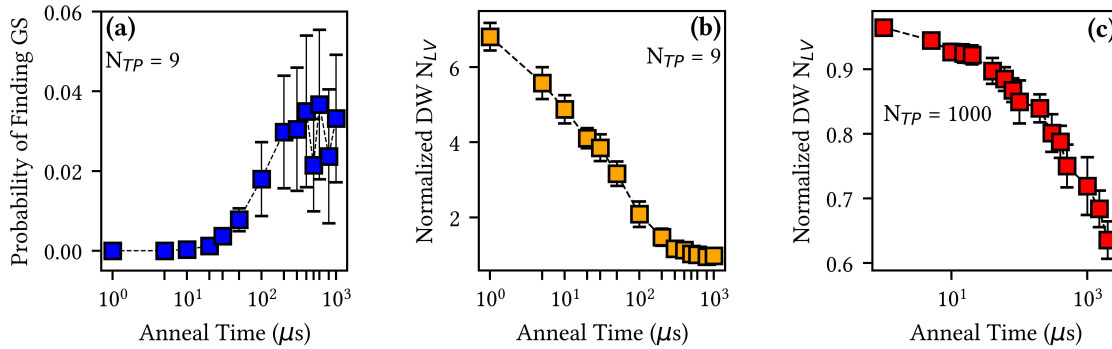 (a)
Probability of Finding GS
0.06
0.04
0.02
0.00
N_TP = 9
10^0
10^1
10^2
10^3
Anneal Time (μs)
(b)
Normalized DW N_LV
6
4
2
N_TP = 9
10^0
10^1
10^2
10^3
Anneal Time (μs)
(c)
Normalized DW N_LV
0.9
0.8
0.7
0.6
N_TP = 1000
10^1
10^3
Anneal Time (μs)